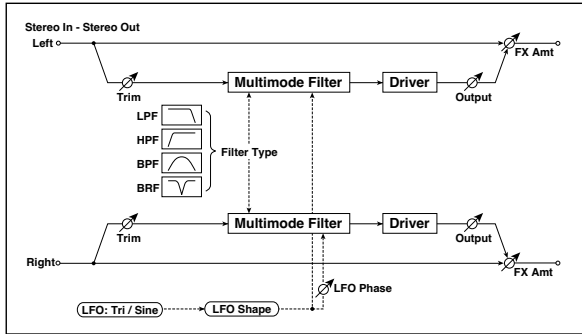 Stereo In - Stereo Out
Left
FX Amt
Trim
Multimode Filter
Driver
Output
LPF
HPF
BPF
BRF
Filter Type
Trim
Multimode Filter
Driver
Output
Right
FX Amt
LFO Phase
LFO: Tri / Sine
LFO Shape